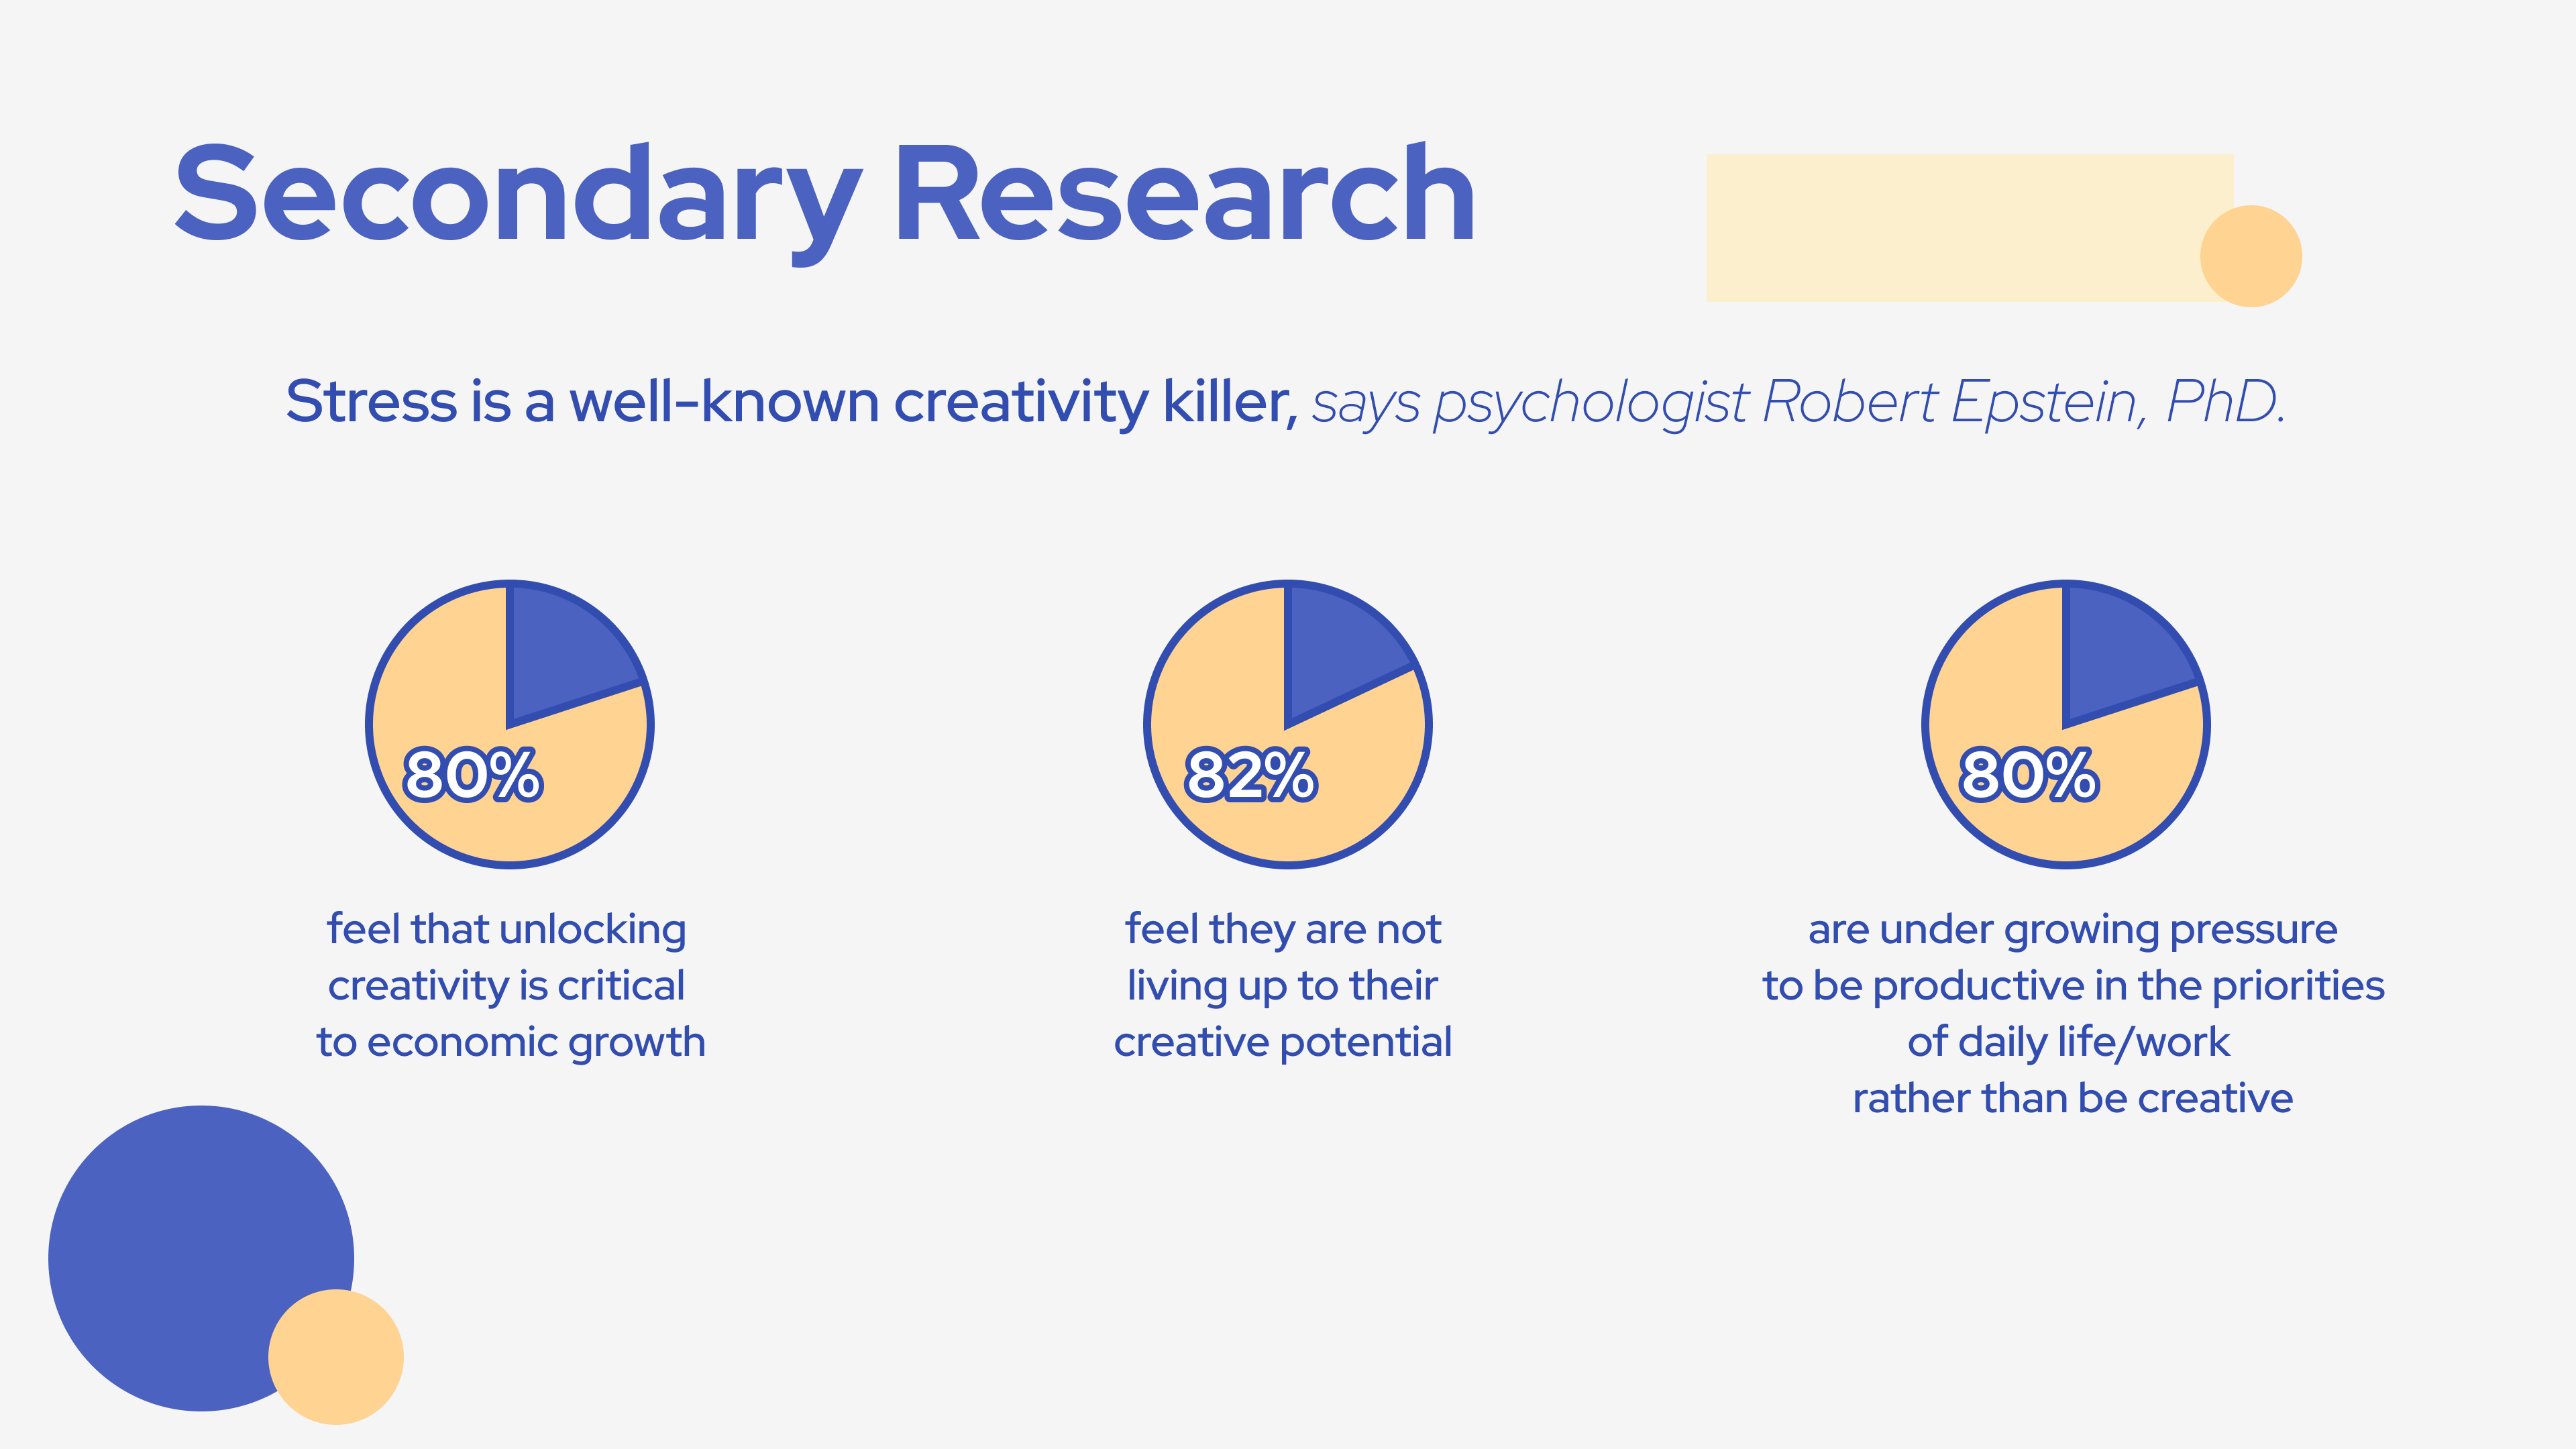 Secondary Research
Stress is a well-known creativity killer, says psychologist Robert Epstein, PhD.
80%
feel that unlocking
creativity is critical
to economic growth
82%
feel they are not
living up to their
creative potential
80%
are under growing pressure
to be productive in the priorities
of daily life/work
rather than be creative